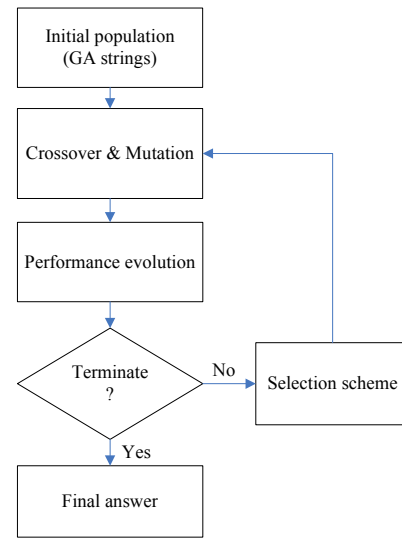 Initial population
(GA strings)
Crossover & Mutation
Performance evolution
Terminate
?
No
Selection scheme
Yes
Final answer